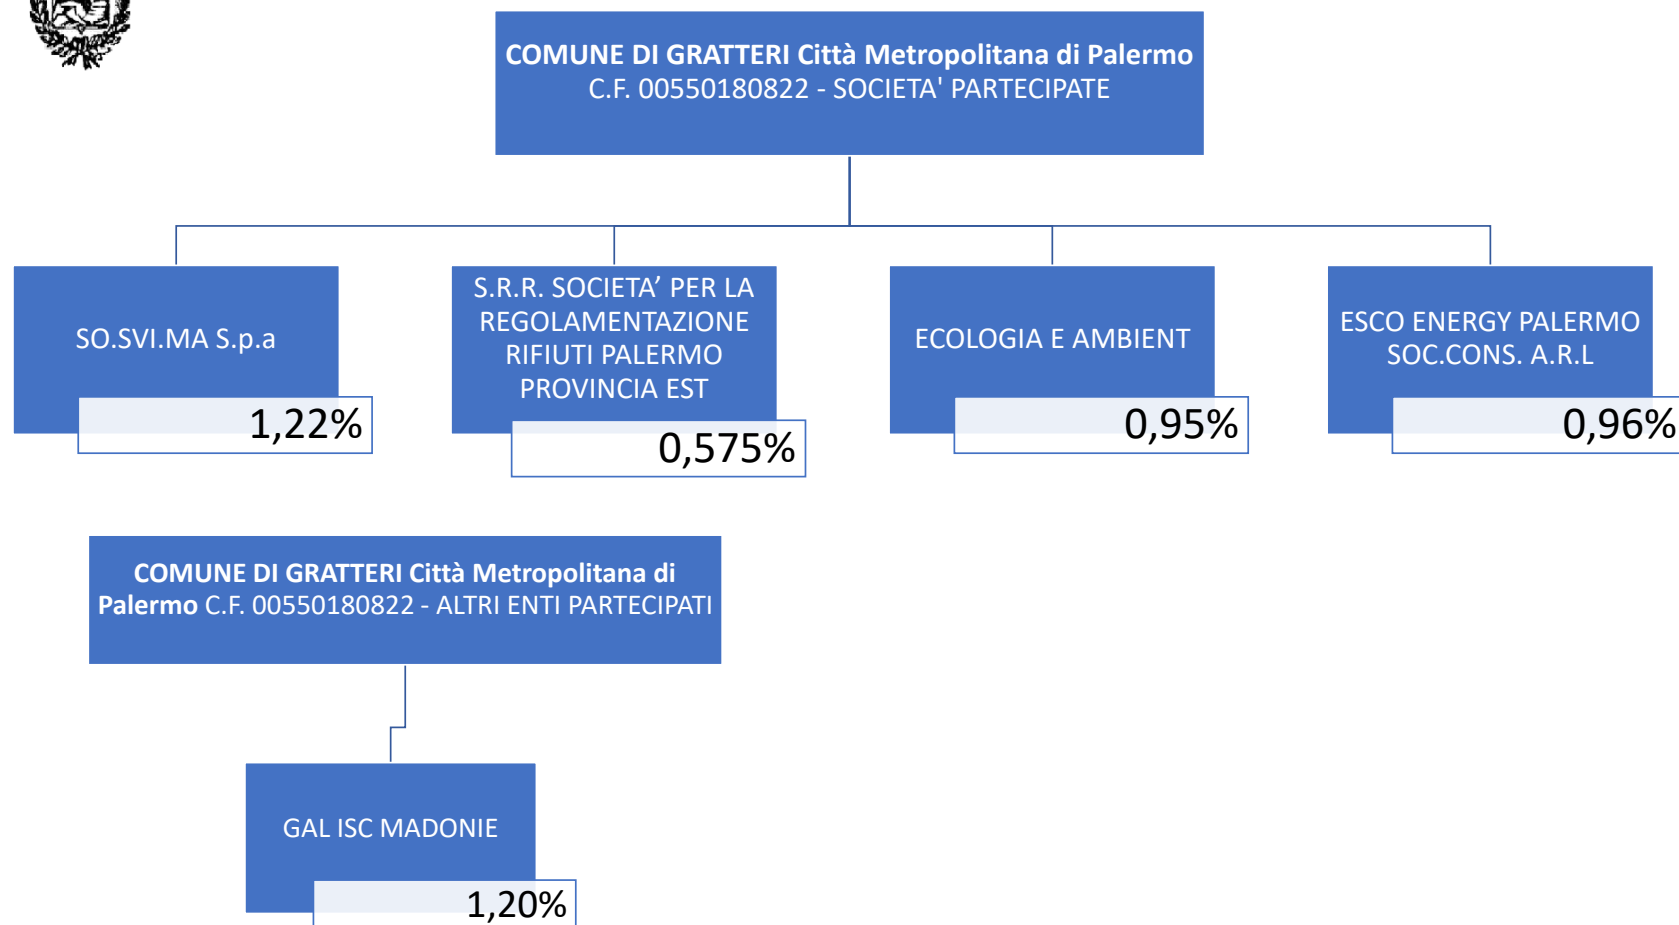 COMUNE DI GRATTERI Città Metropolitana di Palermo
C.F. 00550180822 - SOCIETA' PARTECIPATE
SO.SVI.MA S.p.a
1,22%
S.R.R. SOCIETA’ PER LA
REGOLAMENTAZIONE
RIFIUTI PALERMO
PROVINCIA EST
0,575%
ECOLOGIA E AMBIENT
0,95%
ESCO ENERGY PALERMO
SOC.CONS. A.R.L
0,96%
COMUNE DI GRATTERI Città Metropolitana di
Palermo C.F. 00550180822 - ALTRI ENTI PARTECIPATI
GAL ISC MADONIE
1,20%